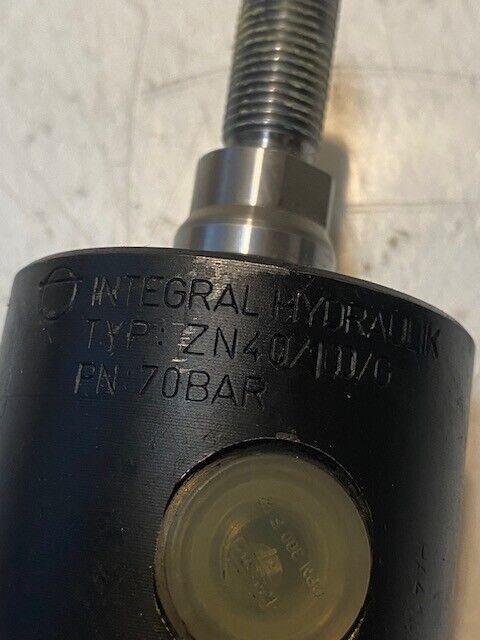 INTEGRAL HYDRAULIK
TYP: ZN40/100/G
PN: 70BAR